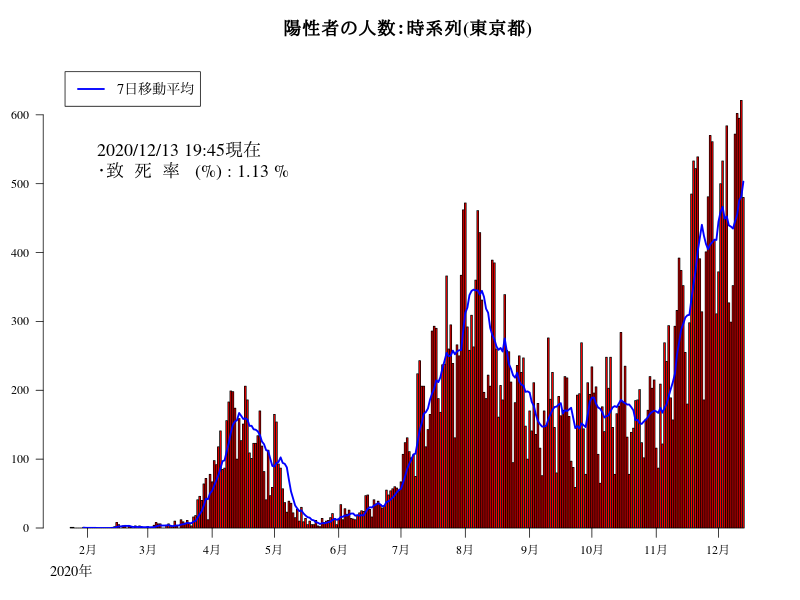 陽性者の人数：時系列(東京都)
7日移動平均
2020/12/13 19:45現在
・致 死 率 (%) : 1.13 %
600
500
400
300
200
100
0
2月 3月 4月 5月 6月 7月 8月 9月 10月 11月 12月
2020年